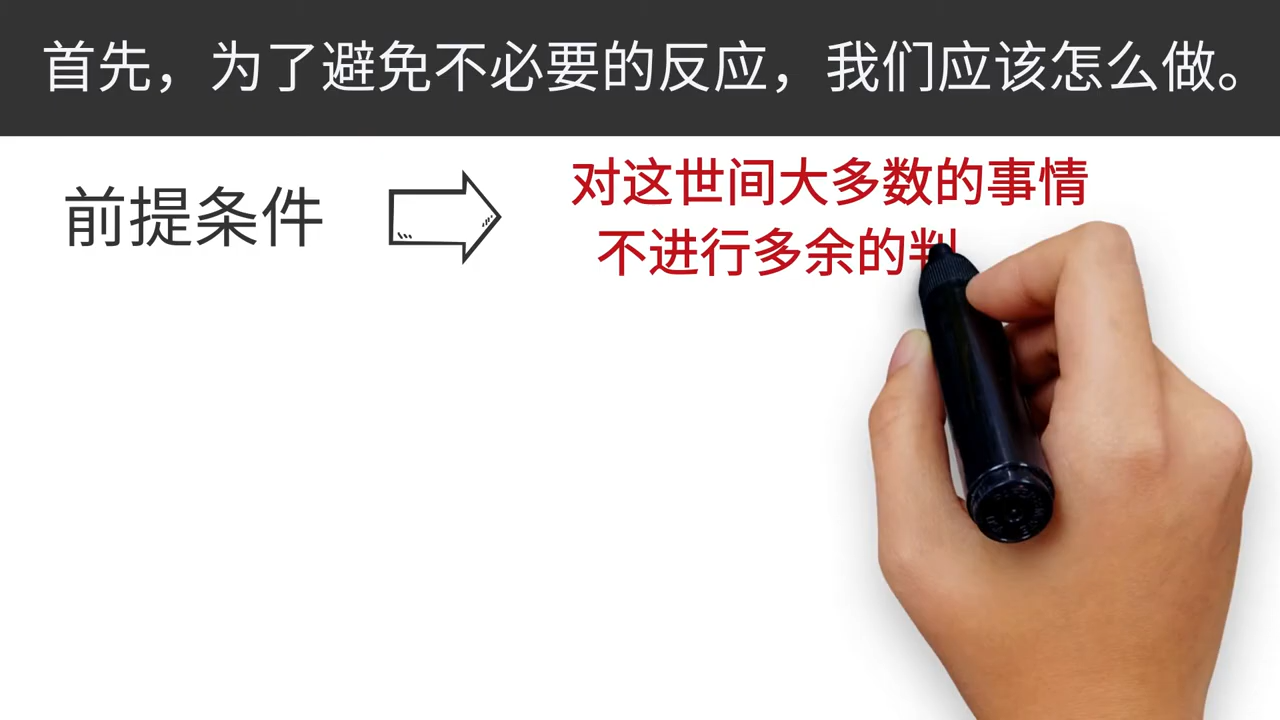 首先，为了避免不必要的反应，我们应该怎么做。
前提条件
对这世间大多数的事情
不进行多余的判